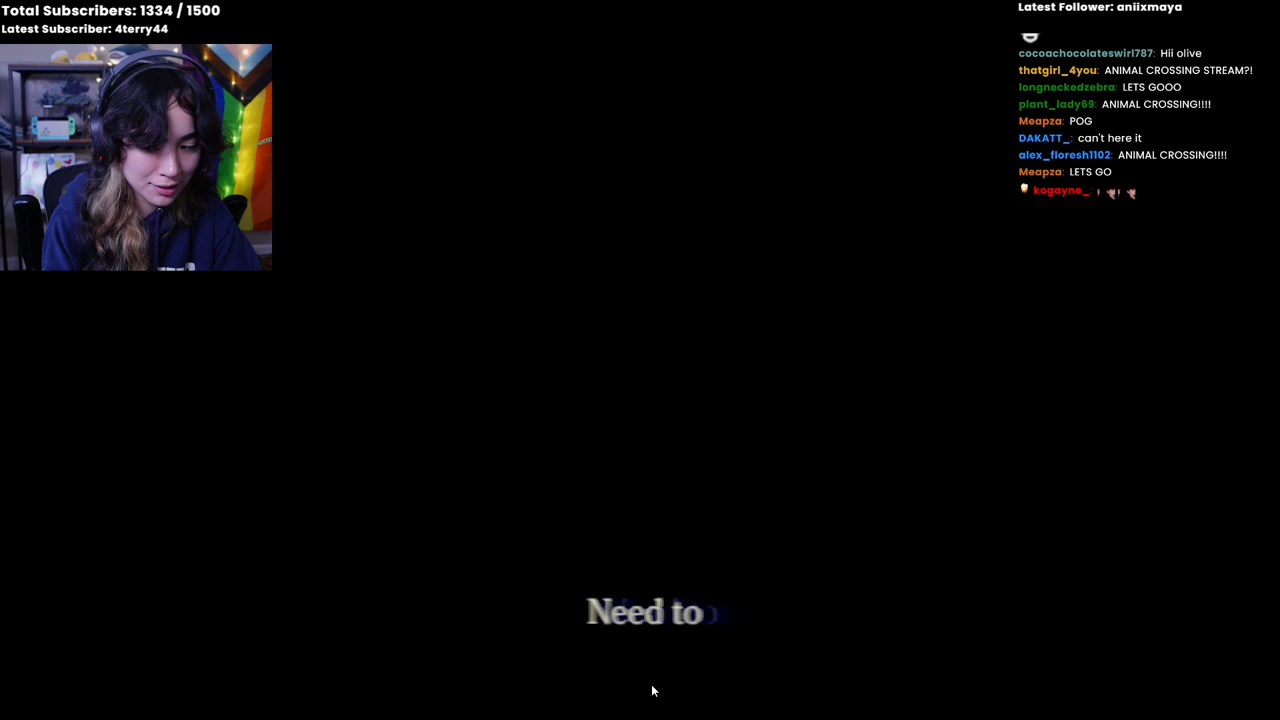 Total Subscribers: 1334 / 1500
Latest Subscriber: 4terry44
Latest Follower: aniixmaya
cocoachocolateswirl787: Hii olive
thatgirl_4you: ANIMAL CROSSING STREAM?!
longneckedzebra: LETS GOOO
plant_lady69: ANIMAL CROSSING!!!!
Meapza: POG
DAKATT_: can't here it
alex_floresh1102: ANIMAL CROSSING!!!!
Meapza: LETS GO
kogayne_:
Need to